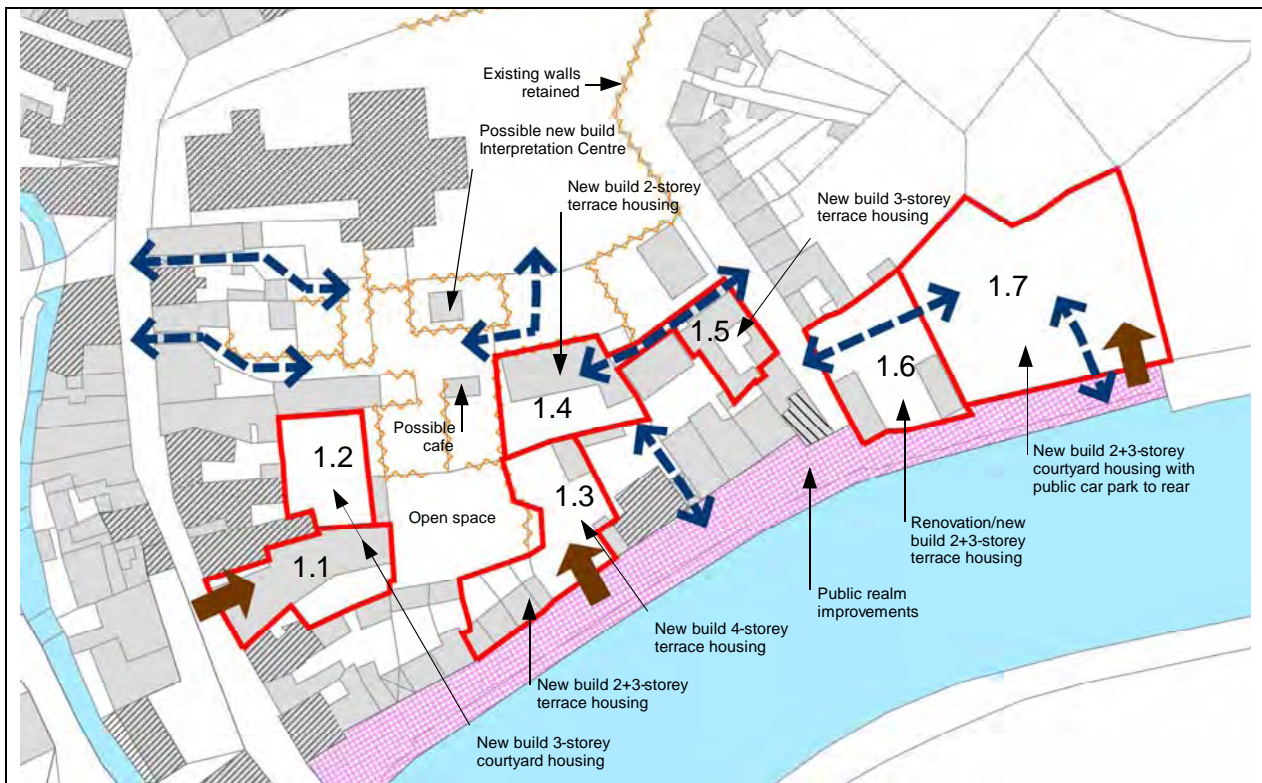 Existing walls
retained
Possible new build
Interpretation Centre
New build 2-storey
terrace housing
New build 3-storey
terrace housing
1.7
1.5
1.6
1.4
Possible
cafe
1.2
1.3
Open space
1.1
New build 2+3-storey
courtyard housing with
public car park to rear
Renovation/new
build 2+3-storey
terrace housing
Public realm
improvements
New build 4-storey
terrace housing
New build 2+3-storey
terrace housing
New build 3-storey
courtyard housing